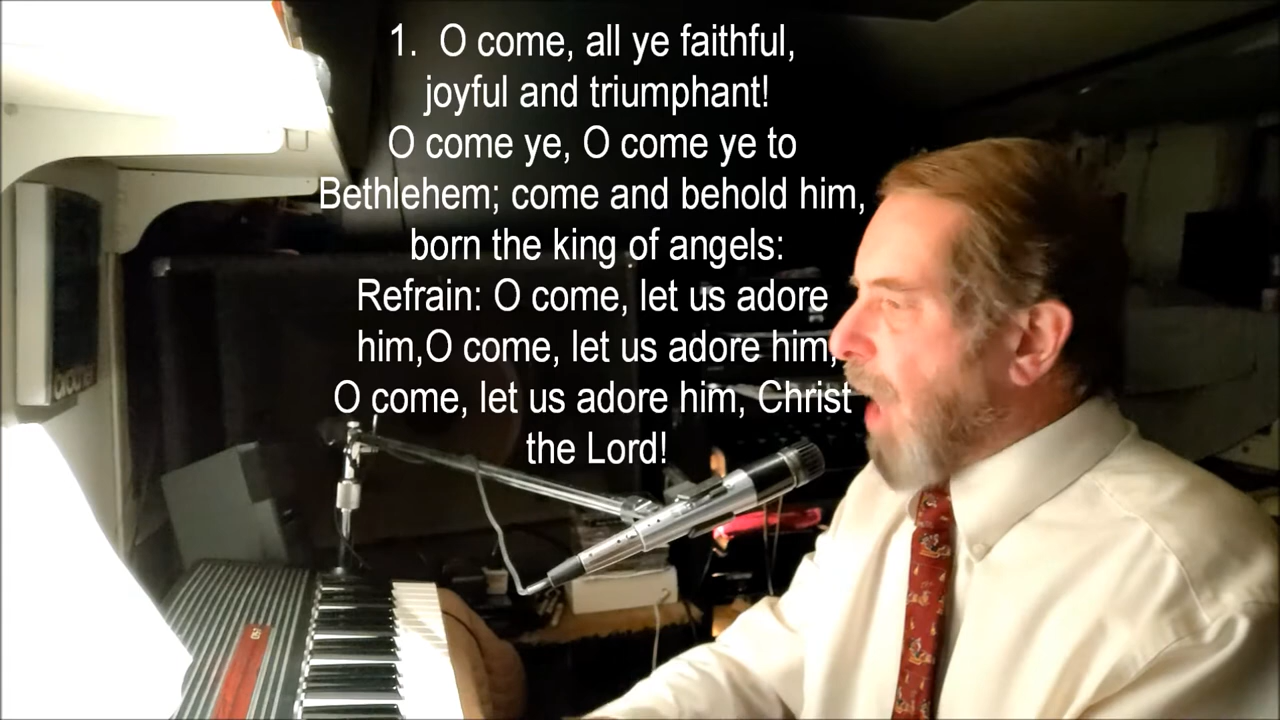 1. O come, all ye faithful,
joyful and triumphant!
O come ye, O come ye to
Bethlehem; come and behold him,
born the king of angels:
Refrain: O come, let us adore
him,O come, let us adore him,
O come, let us adore him, Christ
the Lord!